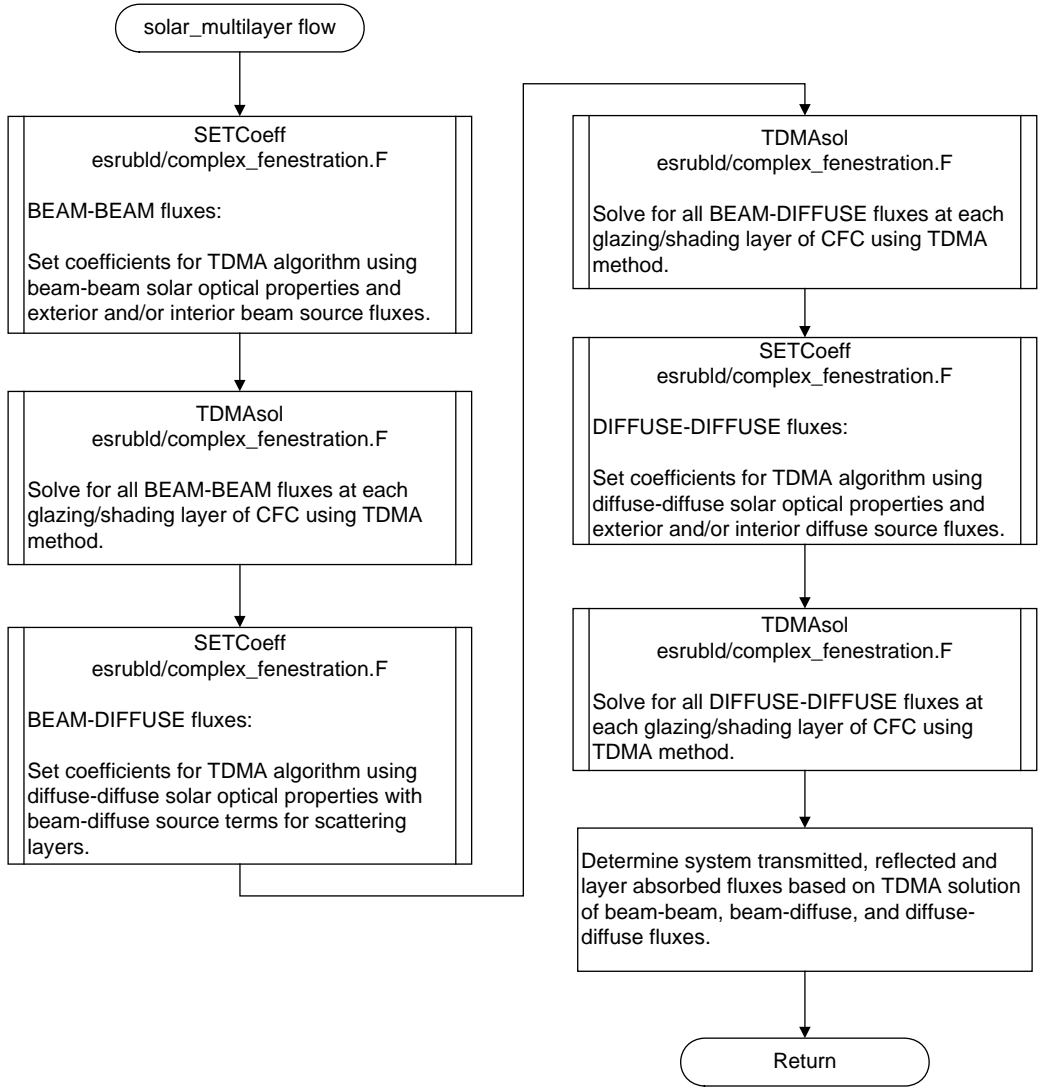 solar_multilayer flow
SETCoeff
esrubld/complex_fenestration.F
BEAM-BEAM fluxes:
Set coefficients for TDMA algorithm using
beam-beam solar optical properties and
exterior and/or interior beam source fluxes.
TDMAsol
esrubld/complex_fenestration.F
Solve for all BEAM-BEAM fluxes at each
glazing/shading layer of CFC using TDMA
method.
SETCoeff
esrubld/complex_fenestration.F
BEAM-DIFFUSE fluxes:
Set coefficients for TDMA algorithm using
diffuse-diffuse solar optical properties with
beam-diffuse source terms for scattering
layers.
TDMAsol
esrubld/complex_fenestration.F
Solve for all BEAM-DIFFUSE fluxes at each
glazing/shading layer of CFC using TDMA
method.
SETCoeff
esrubld/complex_fenestration.F
DIFFUSE-DIFFUSE fluxes:
Set coefficients for TDMA algorithm using
diffuse-diffuse solar optical properties and
exterior and/or interior diffuse source fluxes.
TDMAsol
esrubld/complex_fenestration.F
Solve for all DIFFUSE-DIFFUSE fluxes at
each glazing/shading layer of CFC using
TDMA method.
Determine system transmitted, reflected and
layer absorbed fluxes based on TDMA solution
of beam-beam, beam-diffuse, and diffuse-
diffuse fluxes.
Return